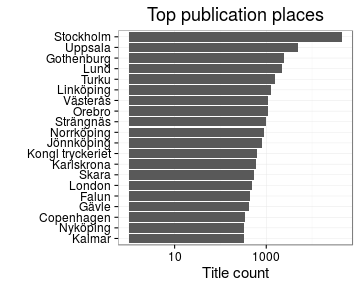 Top publication places
Stockholm
Uppsala
Gothenburg
Lund
Turku
Linköping
Västerås
Örebro
Strängnäs
Norrköping
Jönnköping
Kongl tryckeriet
Karlskrona
Skara
London
Falun
Gävle
Copenhagen
Nyköping
Kalmar
10
1000
Title count